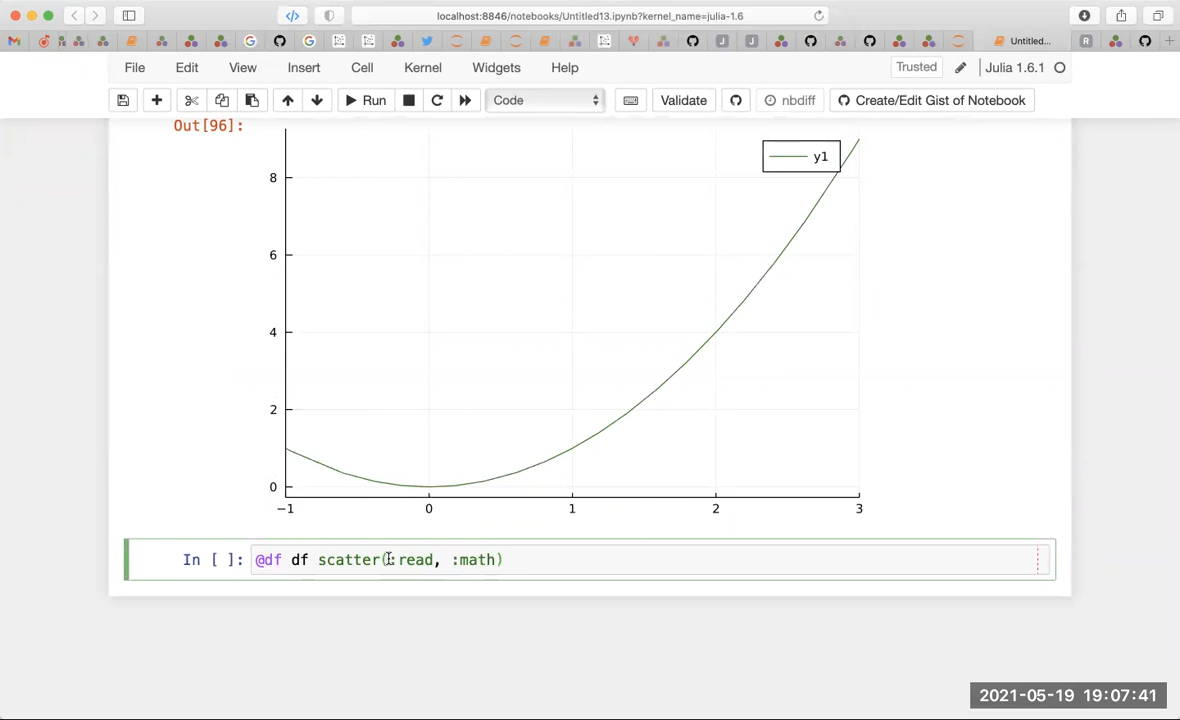 localhost:8846/notebooks/Untitled13.ipynb?kernel_name=julia-1.6
Untitled...
File Edit View Insert Cell Kernel Widgets Help Trusted Julia 1.6.1
Run Code Validate nbdiff Create/Edit Gist of Notebook
Out[96]:
y1
8
6
4
2
0
−1 0 1 2 3
In [ ]: @df df scatter(:read, :math)
2021-05-19 19:07:41